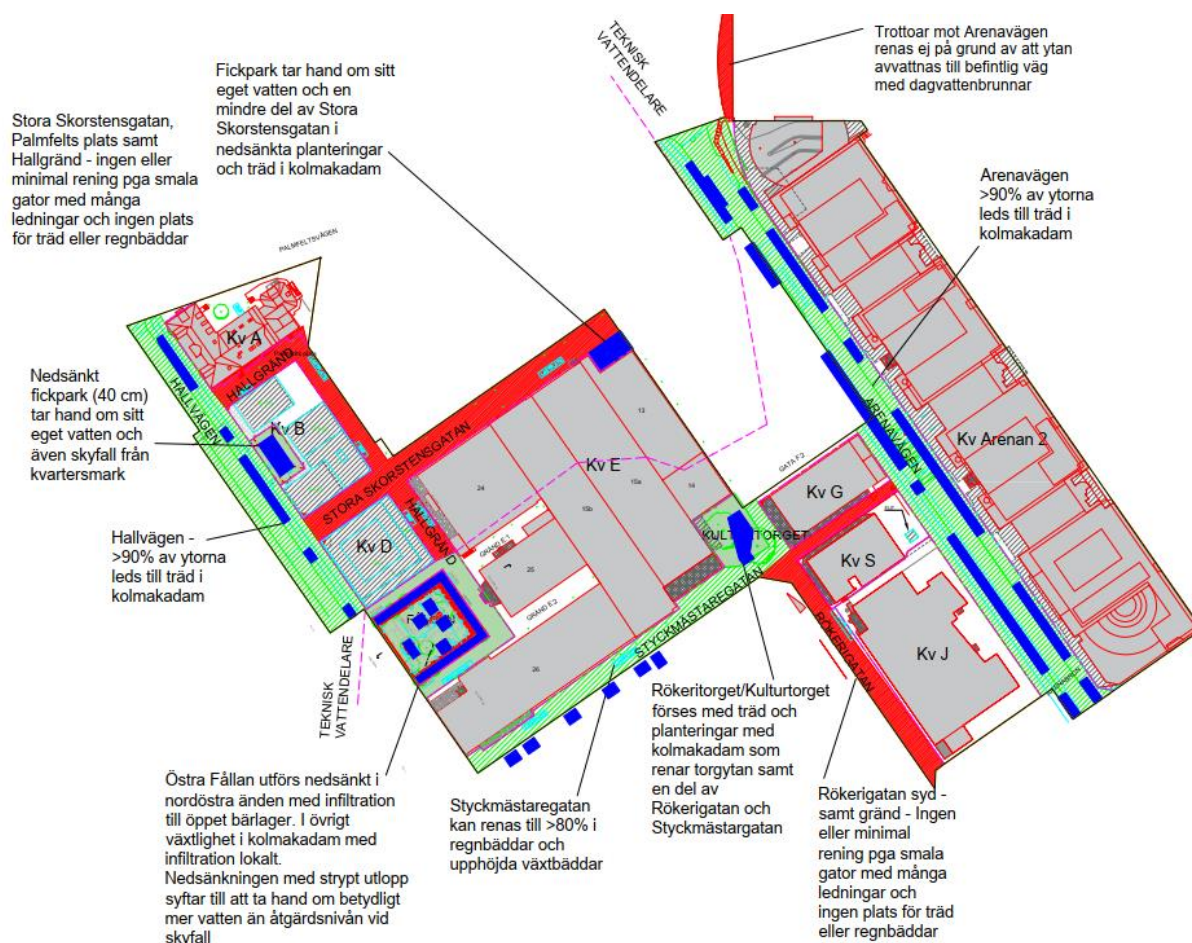 Trottoar mot Arenavägen
renas ej på grund av att ytan
avvattnas till befintlig väg
med dagvattenbrunnar
TEKNISK
VATTENDELARE
Fickpark tar hand om sitt
eget vatten och en
mindre del av Stora
Skorstensgatan i
nedsänkta planteringar
och träd i kolmakadam
Stora Skorstensgatan,
Palmfelts plats samt
Hallgränd - ingen eller
minimal rening pga smala
gator med många
ledningar och ingen plats
för träd eller regnbäddar
Arenavägen
>90% av ytorna
leds till träd i
kolmakadam
PALMFELTSVÄGEN
Kv A
HALLGRÄND
HALLVÄGEN
Nedsänkt
fickpark (40 cm)
tar hand om sitt
eget vatten och
även skyfall från
kvartersmark
Kv B
STORA SKORSTENSGATAN
13
Kv E
24
15a
14
15b
ARENAVÄGEN
Kv Arenan 2
GATA F2
Kv G
KULTURTORGET
Hallvägen -
>90% av ytorna
leds till träd i
kolmakadam
Kv D
HALLGRÄND
GRÄND E1
25
GRÄND E2
26
Kv S
STYCKMÄSTAREGATAN
RÖKERIGATAN
Kv J
TEKNISK
VATTENDELARE
Östra Fållan utförs nedsänkt i
nordöstra änden med infiltration
till öppet bärlager. I övrigt
växtlighet i kolmakadam med
infiltration lokalt.
Nedsänkningen med strypt utlopp
syftar till att ta hand om betydligt
mer vatten än åtgärdsnivån vid
skyfall
Styckmästaregatan
kan renas till >80% i
regnbäddar och
upphöjda växtbäddar
Rökeritorget/Kulturtorget
förses med träd och
planteringar med
kolmakadam som
renar torgytan samt
en del av
Rökerigatan och
Styckmästargatan
Rökerigatan syd -
samt gränd - Ingen
eller minimal
rening pga smala
gator med många
ledningar och
ingen plats för träd
eller regnbäddar